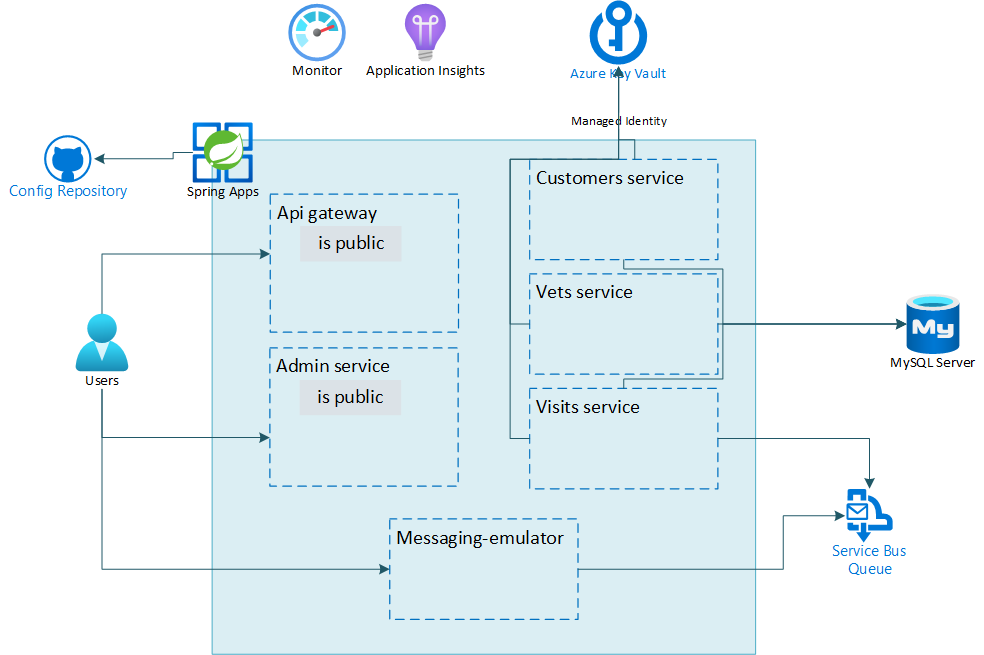 Monitor
Application Insights
Azure Key Vault
Managed Identity
Config Repository
Spring Apps
Customers service
Api gateway
is public
Vets service
My
MySQL Server
Users
Admin service
is public
Visits service
Messaging-emulator
Service Bus
Queue